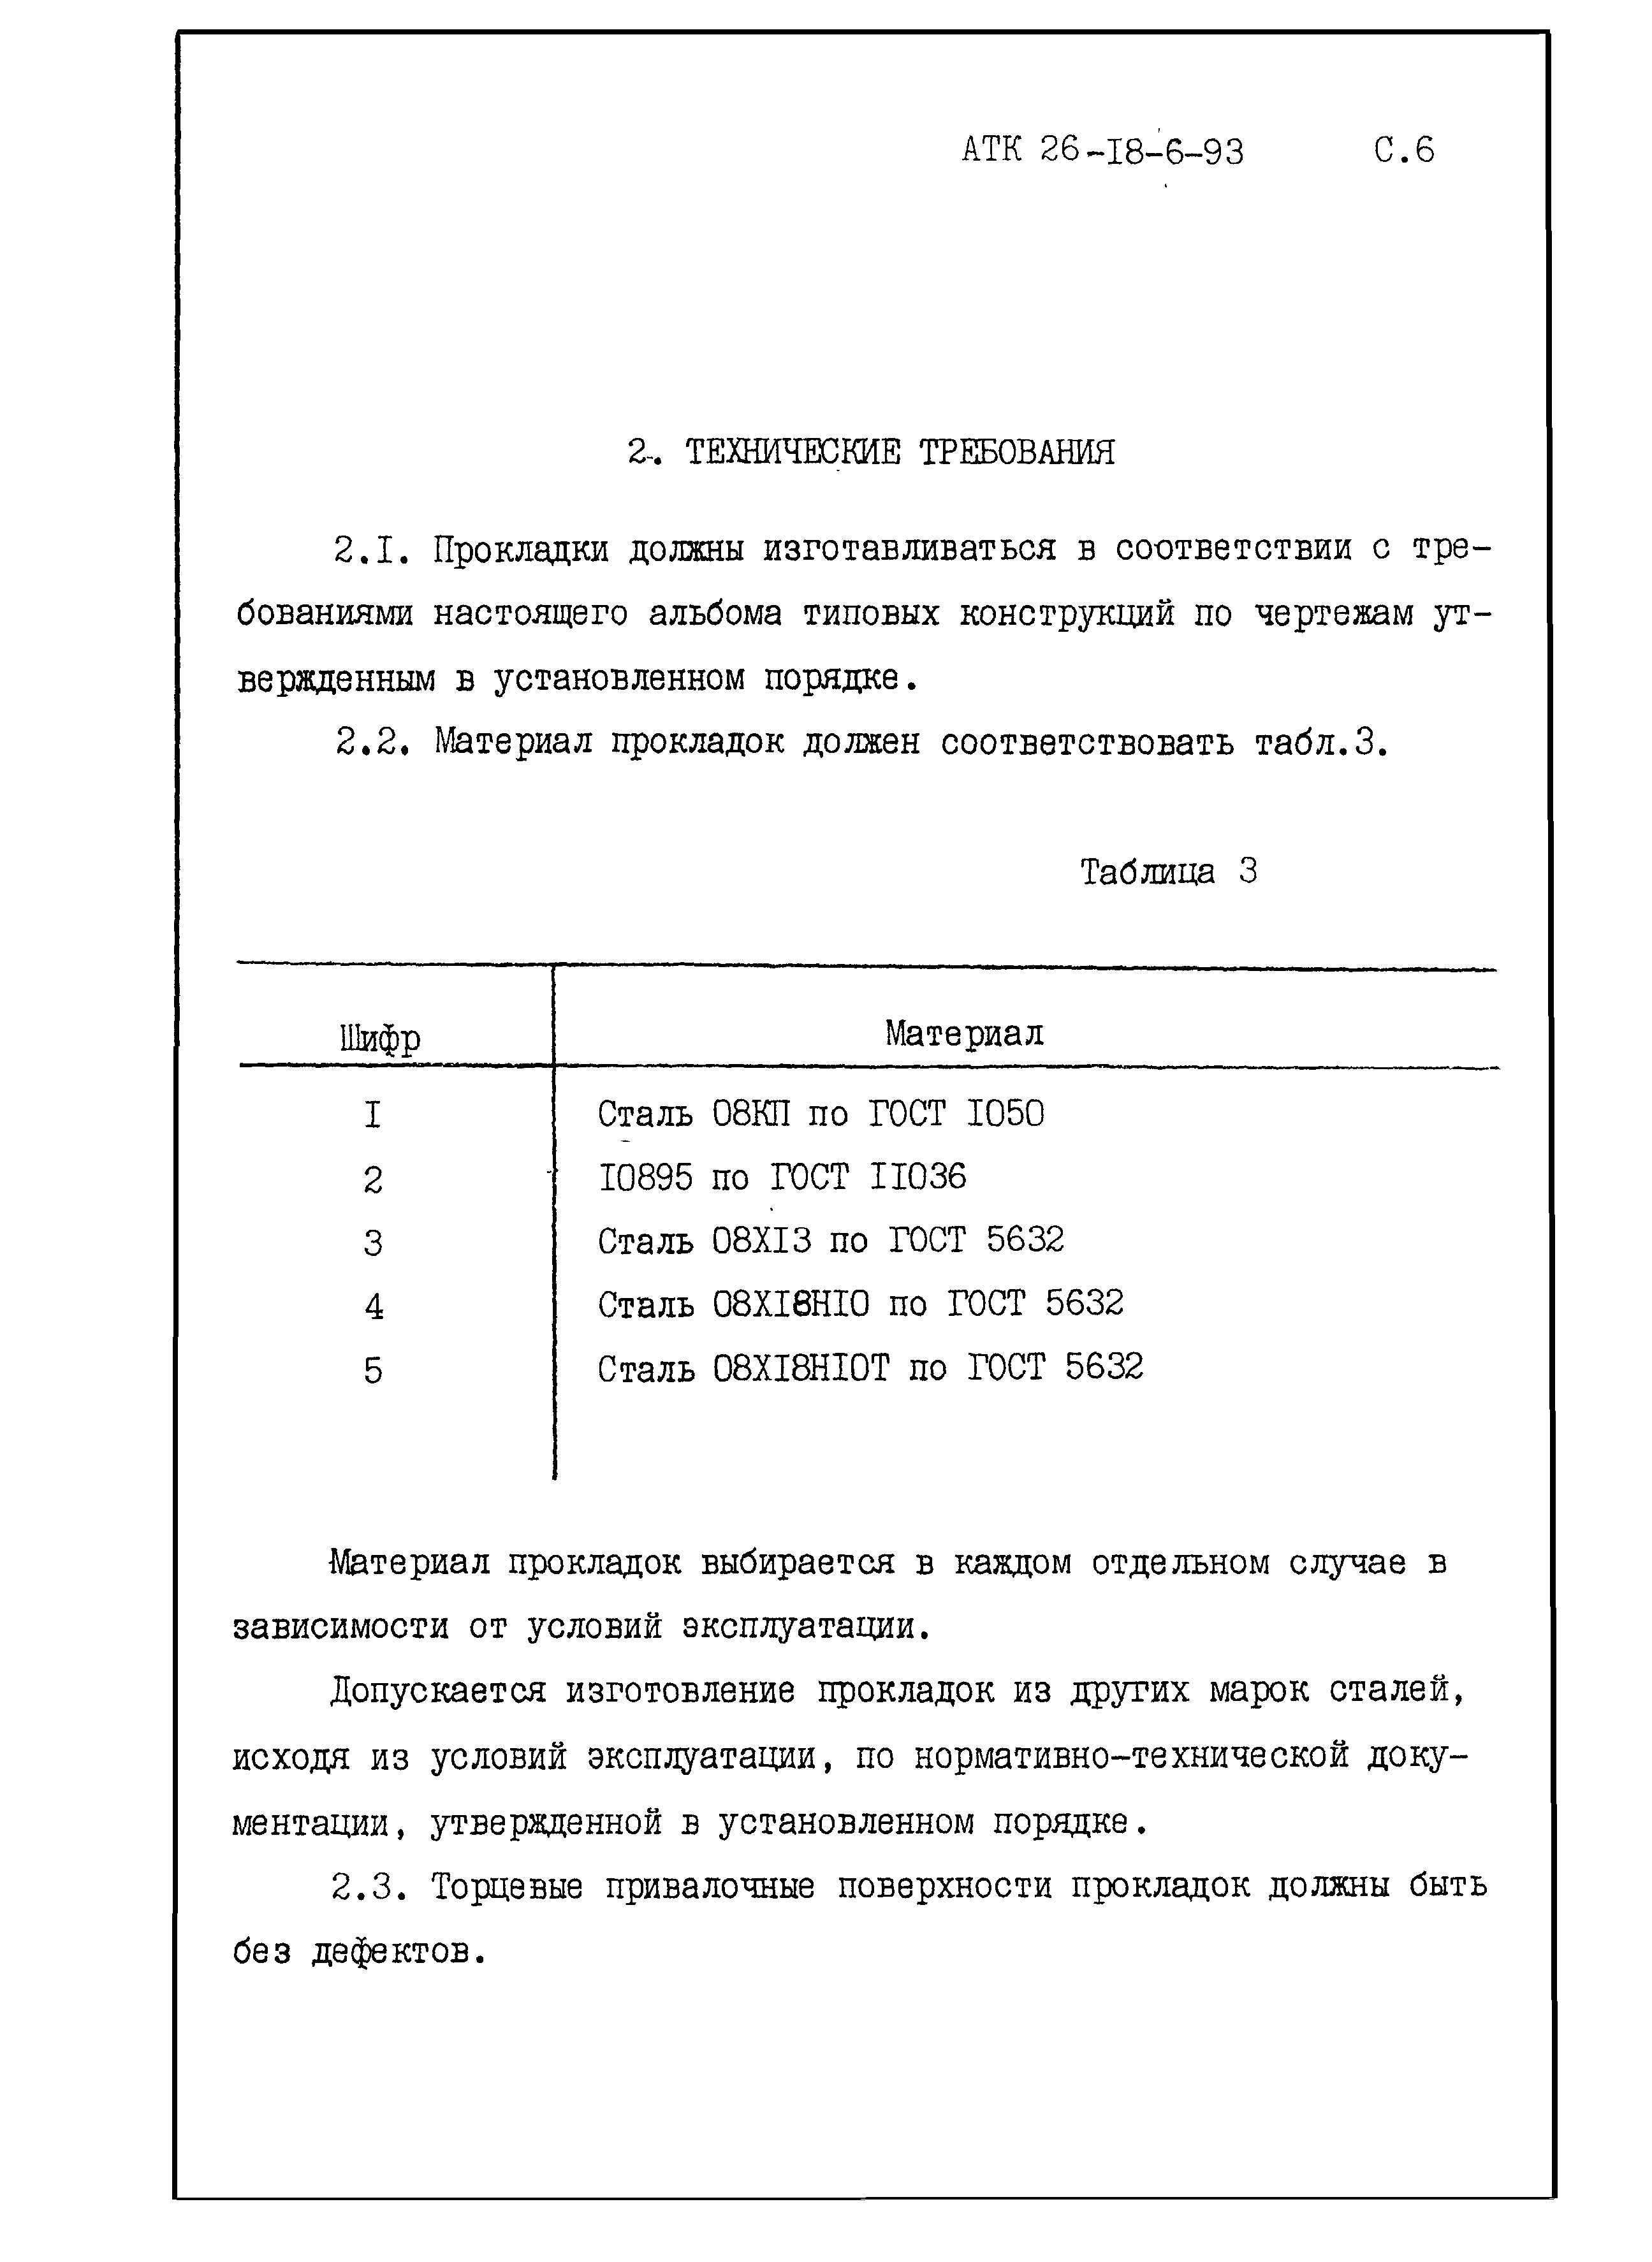 АТК 26-18-6-93 С.6
2. ТЕХНИЧЕСКИЕ ТРЕБОВАНИЯ
2.1. Прокладки должны изготавливаться в соответствии с тре-
бованиями настоящего альбома типовых конструкций по чертежам ут-
вержденным в установленном порядке.
2.2. Материал прокладок должен соответствовать табл.3.
Таблица 3
Шифр Материал
1 Сталь 08КП по ГОСТ 1050
2 10895 по ГОСТ 11036
3 Сталь 08Х13 по ГОСТ 5632
4 Сталь 08Х18Н10 по ГОСТ 5632
5 Сталь 08Х18Н10Т по ГОСТ 5632
Материал прокладок выбирается в каждом отдельном случае в
зависимости от условий эксплуатации.
Допускается изготовление прокладок из других марок сталей,
исходя из условий эксплуатации, по нормативно-технической доку-
ментации, утвержденной в установленном порядке.
2.3. Торцевые привалочные поверхности прокладок должны быть
без дефектов.